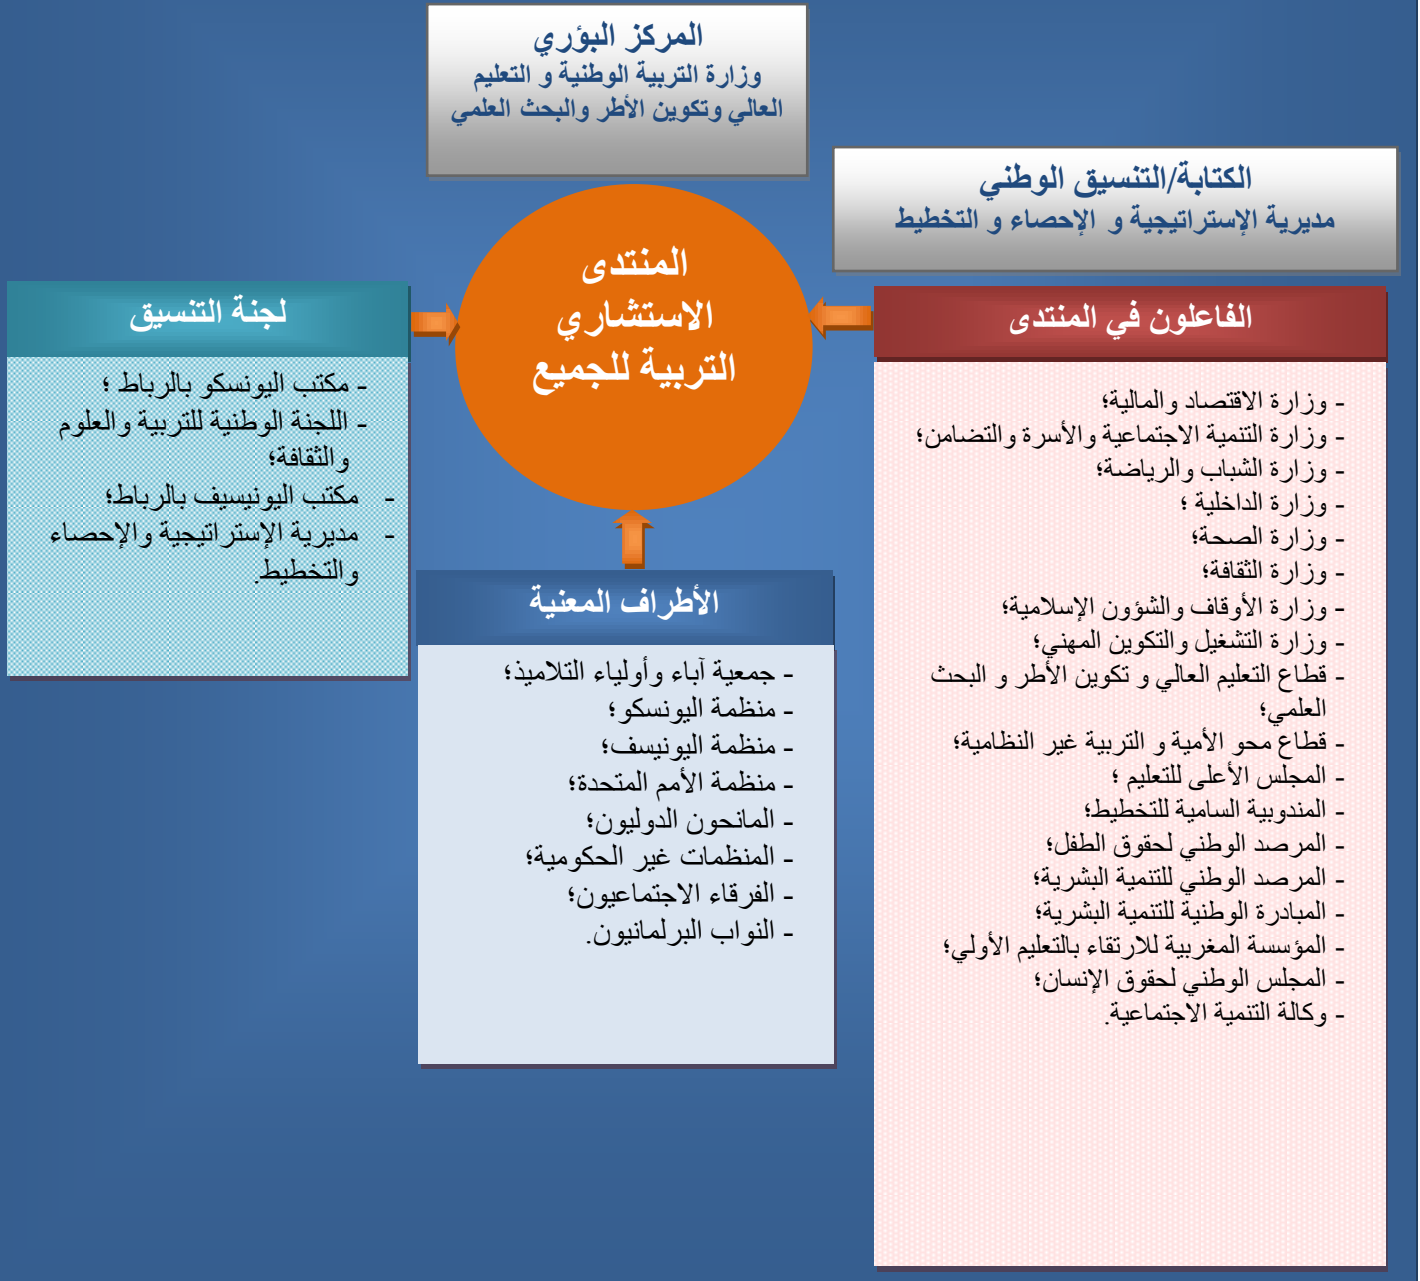 المركز البؤري
وزارة التربية الوطنية و التعليم
العالي وتكوين الأطر والبحث العلمي
الكتابة/التنسيق الوطني
مديرية الإستراتيجية و الإحصاء و التخطيط
المنتدى
الاستشاري
التربية للجميع
الفاعلون في المنتدى
- وزارة الاقتصاد والمالية؛
- وزارة التنمية الاجتماعية والأسرة والتضامن؛
- وزارة الشباب والرياضة؛
- وزارة الداخلية ؛
- وزارة الصحة؛
- وزارة الثقافة؛
- وزارة الأوقاف والشؤون الإسلامية؛
- وزارة التشغيل والتكوين المهني؛
- قطاع التعليم العالي و تكوين الأطر و البحث
العلمي؛
- قطاع محو الأمية و التربية غير النظامية؛
- المجلس الأعلى للتعليم ؛
- المندوبية السامية للتخطيط؛
- المرصد الوطني لحقوق الطفل؛
- المرصد الوطني للتنمية البشرية؛
- المبادرة الوطنية للتنمية البشرية؛
- المؤسسة المغربية للارتقاء بالتعليم الأولي؛
- المجلس الوطني لحقوق الإنسان؛
- وكالة التنمية الاجتماعية.
الأطراف المعنية
- جمعية آباء وأولياء التلاميذ؛
- منظمة اليونسكو؛
- منظمة اليونيسف؛
- منظمة الأمم المتحدة؛
- المانحون الدوليون؛
- المنظمات غير الحكومية؛
- الفرقاء الاجتماعيون؛
- النواب البرلمانيون.
لجنة التنسيق
- مكتب اليونسكو بالرباط ؛
- اللجنة الوطنية للتربية والعلوم
والثقافة؛
- مكتب اليونيسيف بالرباط؛
- مديرية الإستراتيجية والإحصاء
والتخطيط.